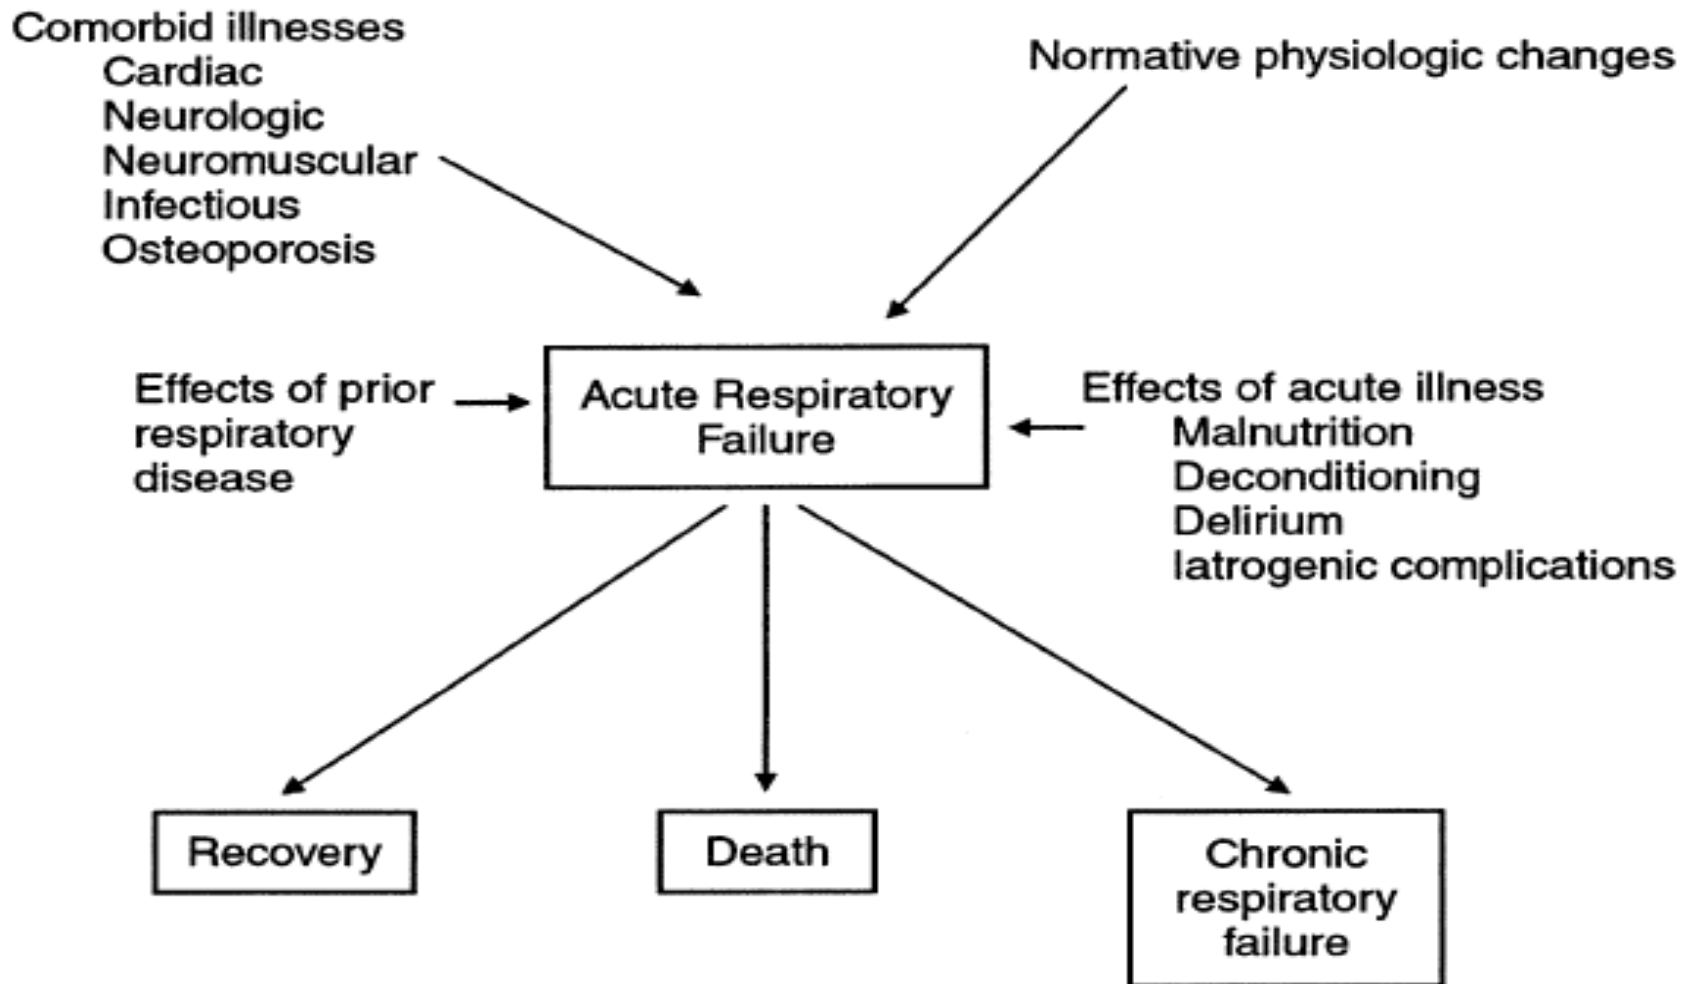 Comorbid illnesses
Cardiac
Neurologic
Neuromuscular
Infectious
Osteoporosis
Normative physiologic changes
Effects of prior
respiratory
disease
Acute Respiratory
Failure
Effects of acute illness
Malnutrition
Deconditioning
Delirium
Iatrogenic complications
Recovery
Death
Chronic
respiratory
failure